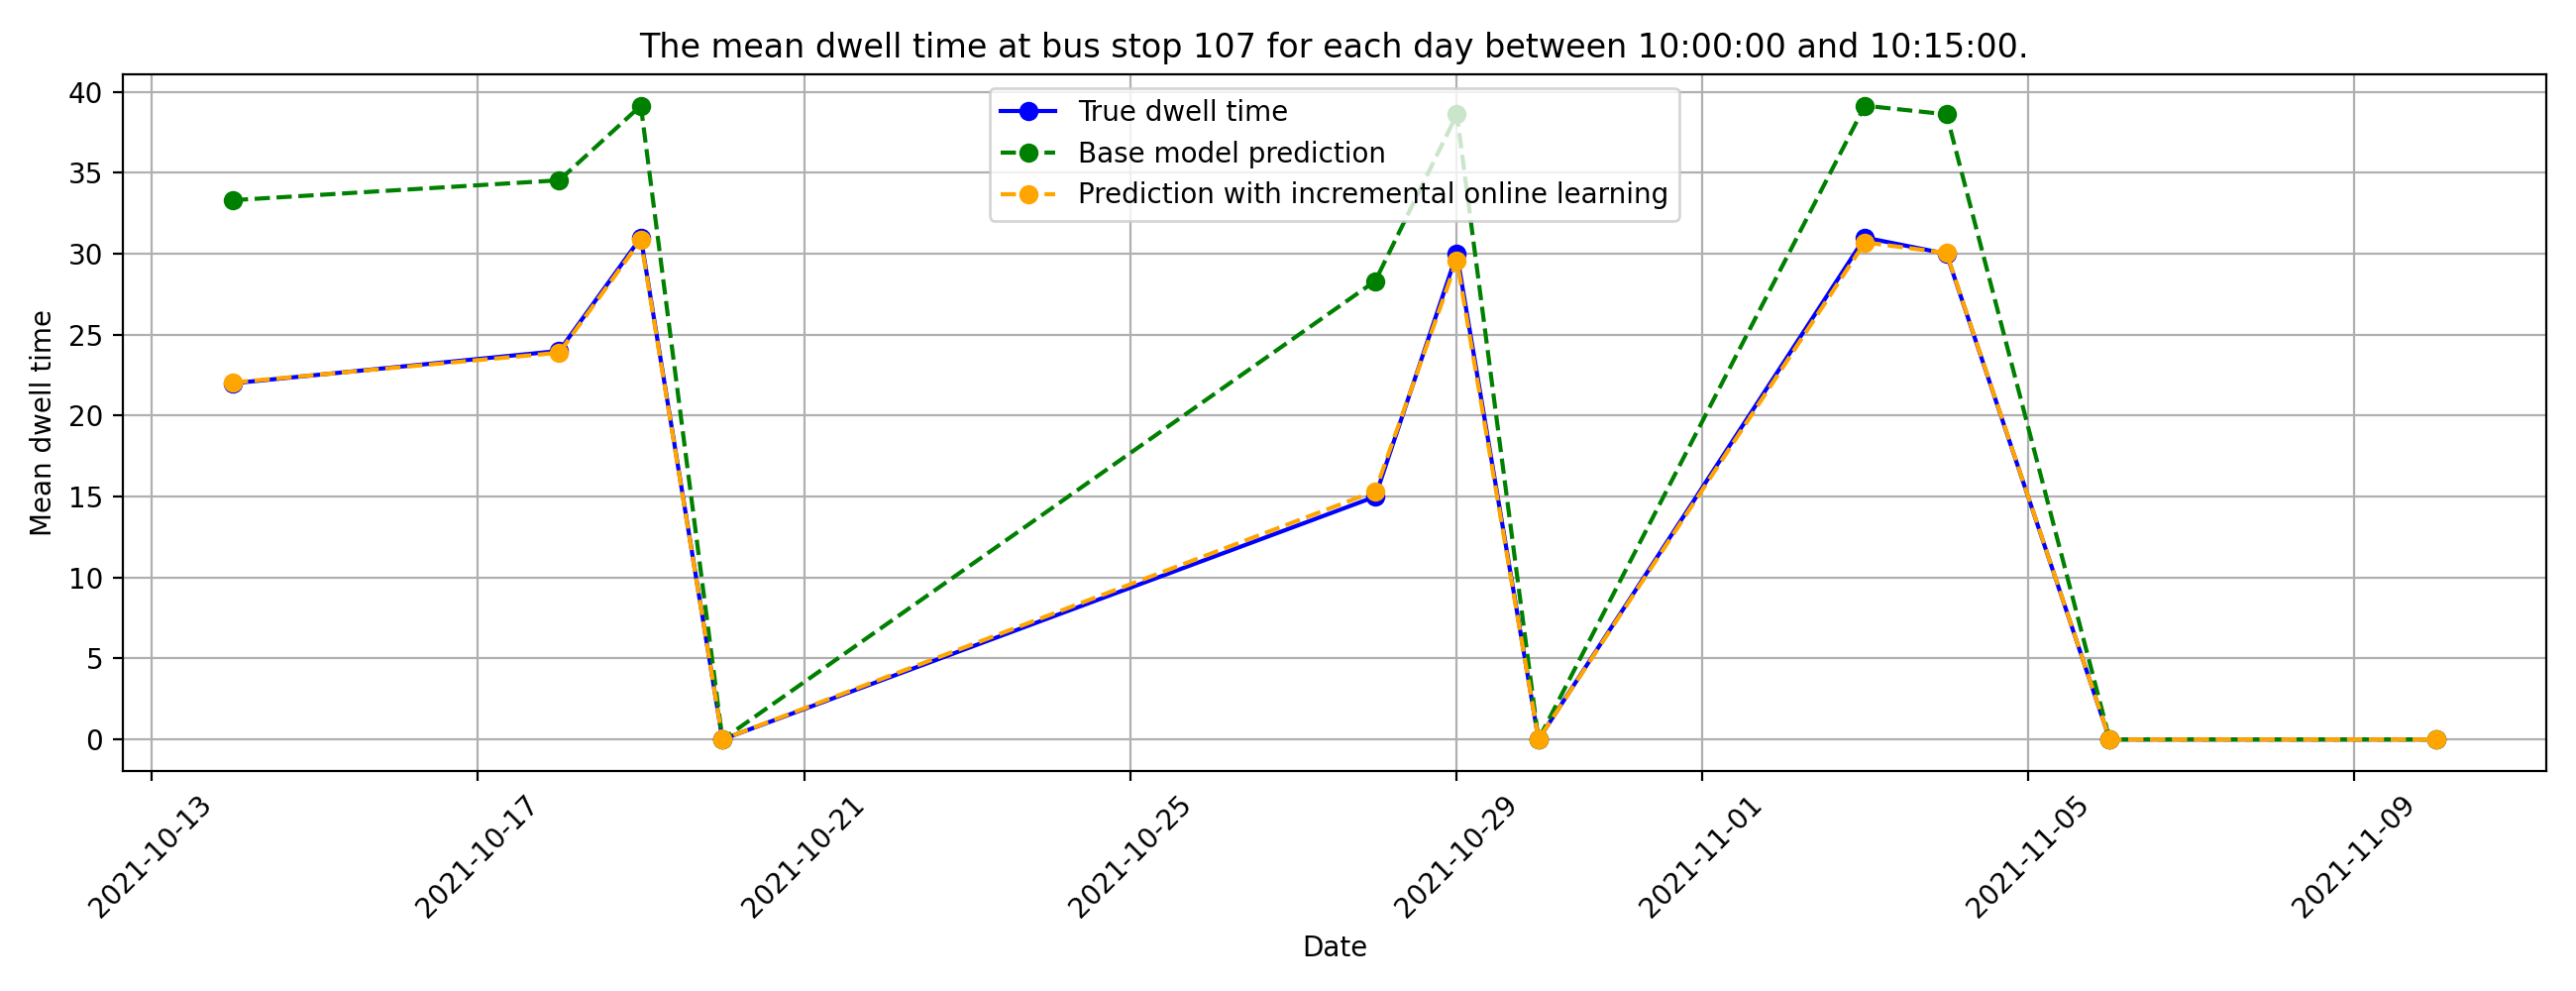 The mean dwell time at bus stop 107 for each day between 10:00:00 and 10:15:00.
True dwell time
Base model prediction
Prediction with incremental online learning
Mean dwell time
40
35
30
25
20
15
10
5
0
2021-10-13
2021-10-17
2021-10-21
2021-10-25
2021-10-29
2021-11-01
2021-11-05
2021-11-09
Date